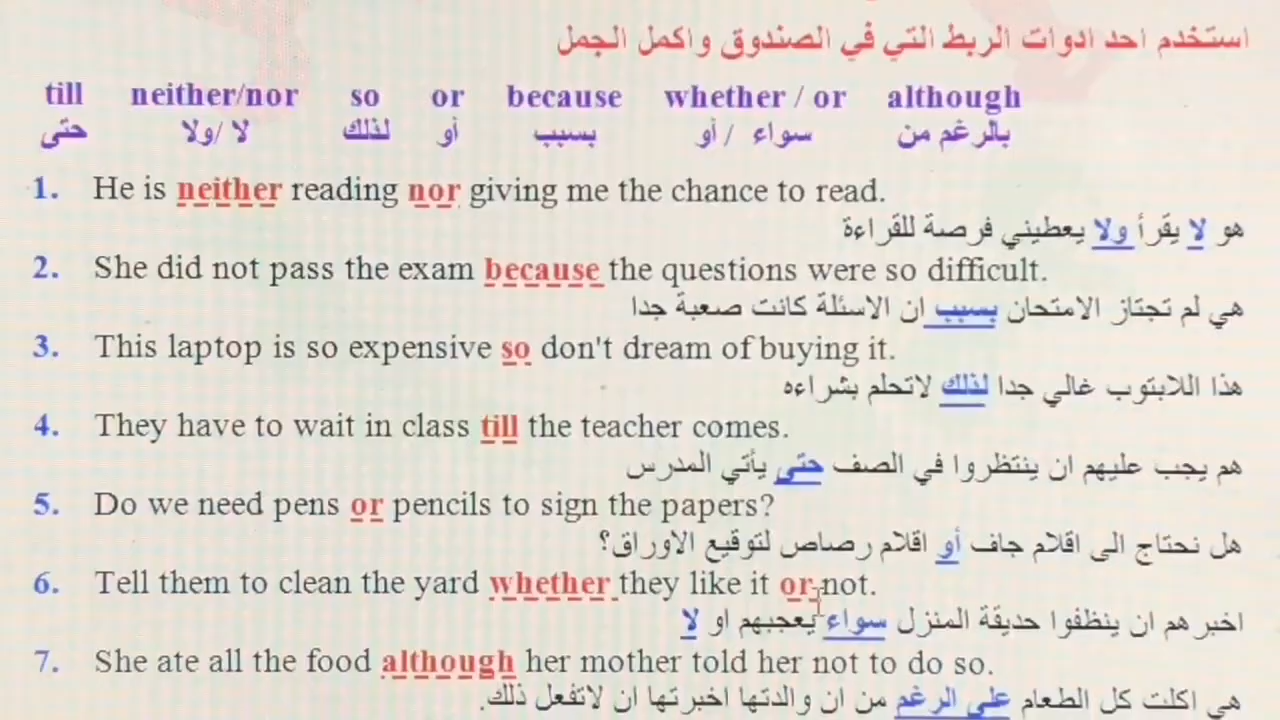 استخدم احد ادوات الربط التي في الصندوق واكمل الجمل
till neither/nor so or because whether / or although
حتى لا /ولا لذلك أو بسبب سواء / أو بالرغم من
1. He is neither reading nor giving me the chance to read.
هو لا يقرأ ولا يعطيني فرصة للقراءة
2. She did not pass the exam because the questions were so difficult.
هي لم تجتاز الامتحان بسبب ان الاسئلة كانت صعبة جدا
3. This laptop is so expensive so don't dream of buying it.
هذا اللابتوب غالي جدا لذلك لاتحلم بشراءه
4. They have to wait in class till the teacher comes.
هم يجب عليهم ان ينتظروا في الصف حتى يأتي المدرس
5. Do we need pens or pencils to sign the papers?
هل نحتاج الى اقلام جاف أو اقلام رصاص لتوقيع الاوراق؟
6. Tell them to clean the yard whether they like it or not.
اخبر هم ان ينظفوا حديقة المنزل سواء يعجبهم او لا
7. She ate all the food although her mother told her not to do so.
هي اكلت كل الطعام على الرغم من ان والدتها اخبرتها ان لاتفعل ذلك.